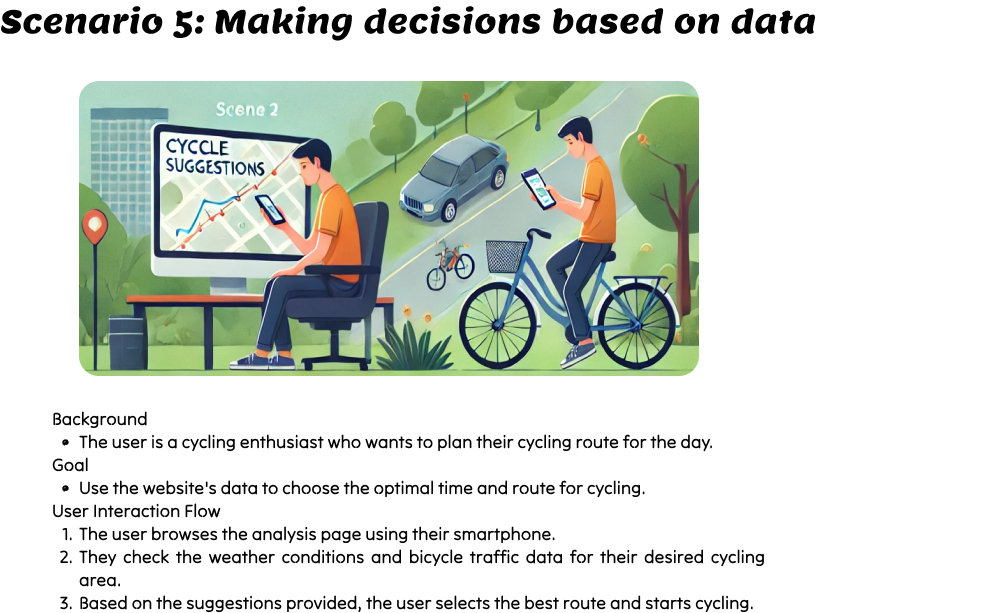 Scenario 5: Making decisions based on data
Scene 2
CYCCLE
SUGGESTIONS
Background
• The user is a cycling enthusiast who wants to plan their cycling route for the day.
Goal
• Use the website's data to choose the optimal time and route for cycling.
User Interaction Flow
1. The user browses the analysis page using their smartphone.
2. They check the weather conditions and bicycle traffic data for their desired cycling
area.
3. Based on the suggestions provided, the user selects the best route and starts cycling.